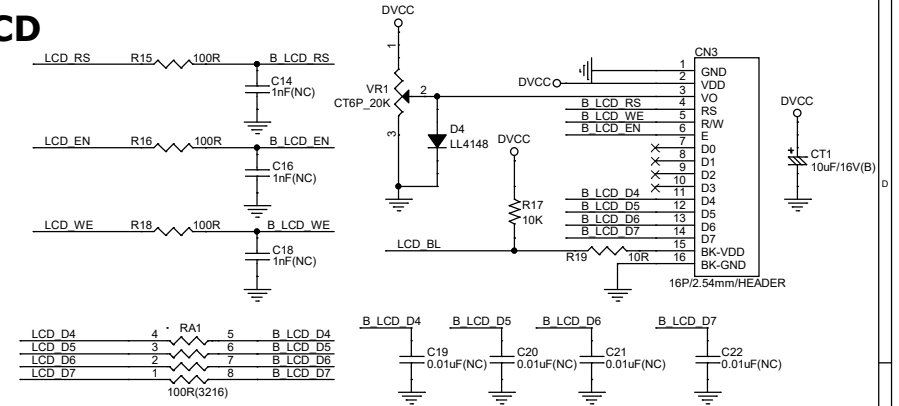 CD
LCD_RS R15 100R B_LCD_RS
C14
1nF(NC)
LCD_EN R16 100R B_LCD_EN
C16
1nF(NC)
LCD_WE R18 100R B_LCD_WE
C18
1nF(NC)
LCD_D4 4 RA1 5 B_LCD_D4
LCD_D5 3 6 B_LCD_D5
LCD_D6 2 7 B_LCD_D6
LCD_D7 1 8 B_LCD_D7
100R(3216)
DVCC
1
VR1 2
CT6P_20K
3
D4
LL4148
DVCC
R17
10K
LCD_BL
R19 10R
DVCC
B_LCD_RS
B_LCD_WE
B_LCD_EN
B_LCD_D4
B_LCD_D5
B_LCD_D6
B_LCD_D7
CN3
1 GND
2 VDD
3 VO
4 RS
5 R/W
6 E
7 D0
8 D1
9 D2
10 D3
11 D4
12 D5
13 D6
14 D7
15 BK-VDD
16 BK-GND
16P/2.54mm/HEADER
DVCC
+
CT1
10uF/16V(B)
D
B_LCD_D4 B_LCD_D5 B_LCD_D6 B_LCD_D7
C19 C20 C21 C22
0.01uF(NC) 0.01uF(NC) 0.01uF(NC) 0.01uF(NC)